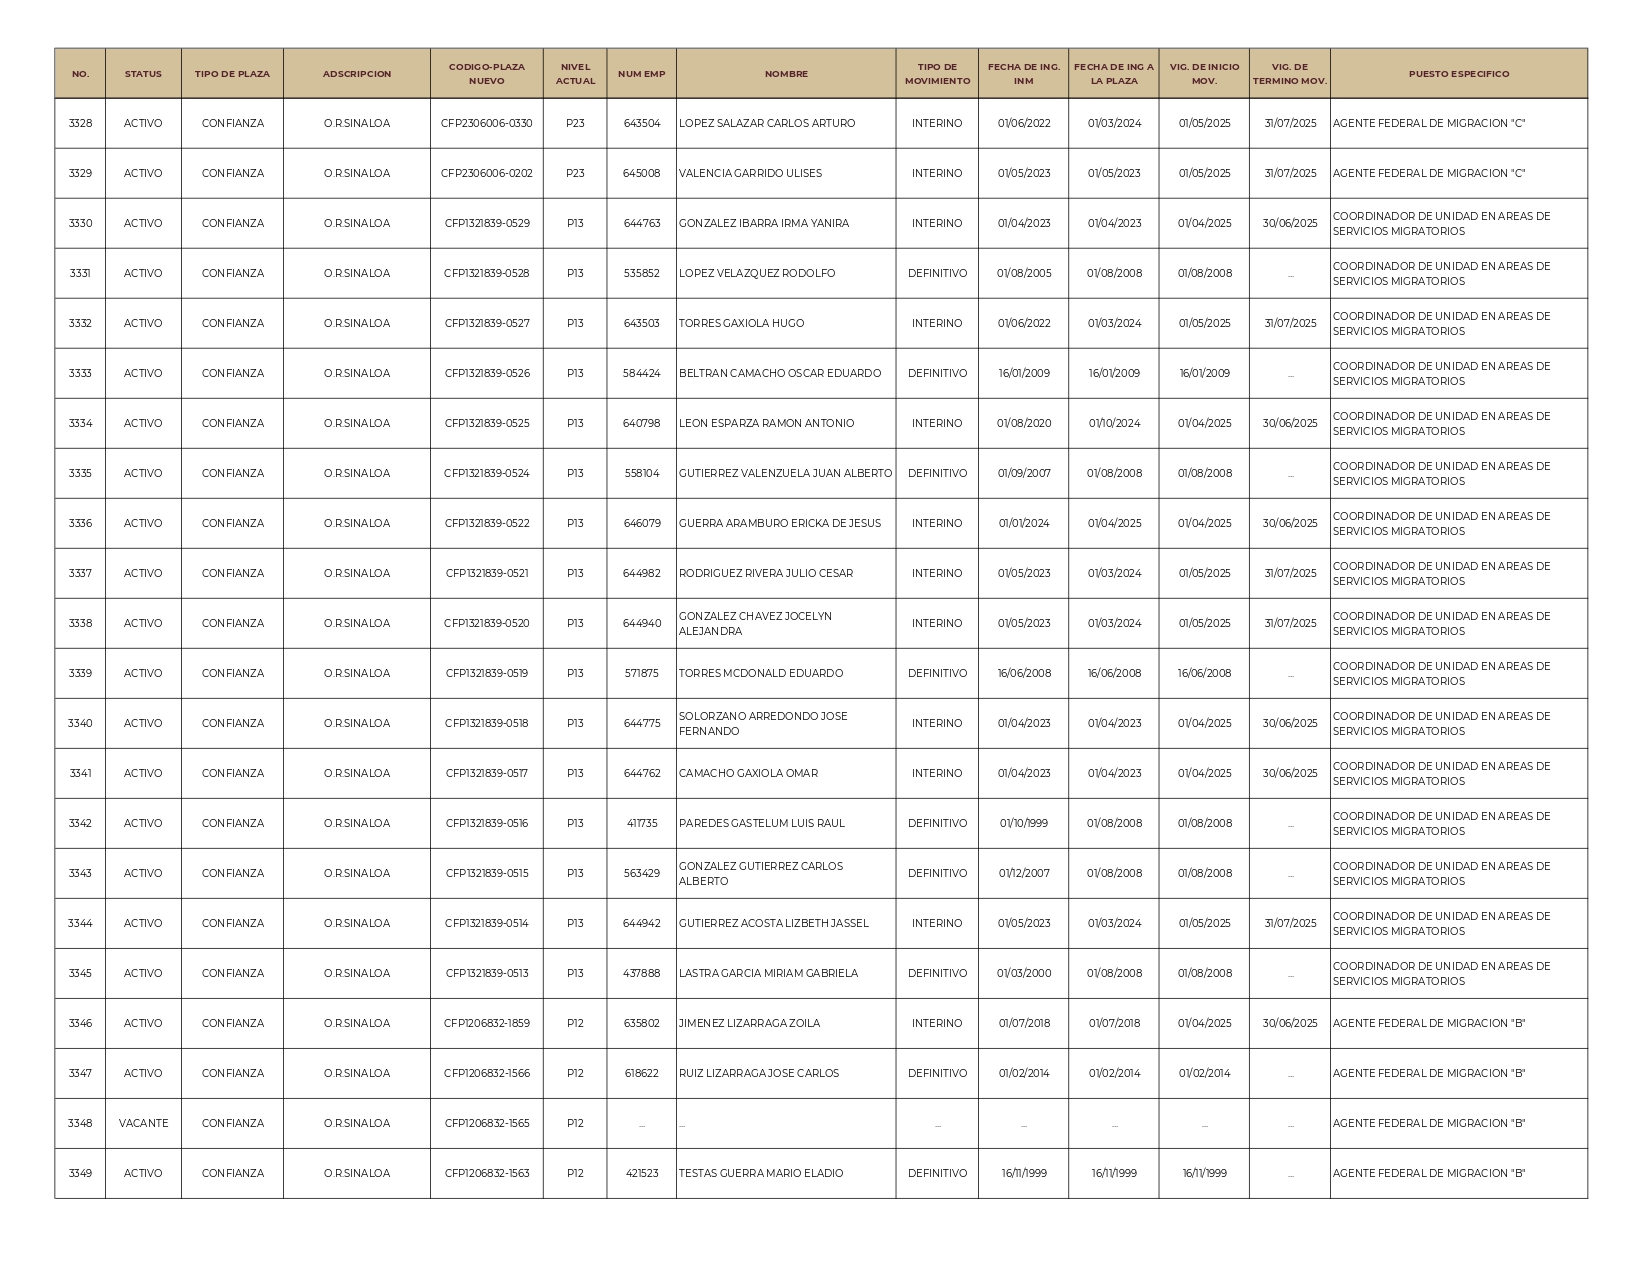 NO. STATUS TIPO DE PLAZA ADSCRIPCION CODIGO-PLAZA NUEVO NIVEL ACTUAL NUM EMP NOMBRE TIPO DE MOVIMIENTO FECHA DE ING. INM FECHA DE ING A LA PLAZA VIG. DE INICIO MOV. VIG. DE TERMINO MOV. PUESTO ESPECIFICO
3328 ACTIVO CONFIANZA O.R.SINALOA CFP2306006-0330 P23 643504 LOPEZ SALAZAR CARLOS ARTURO INTERINO 01/06/2022 01/03/2024 01/05/2025 31/07/2025 AGENTE FEDERAL DE MIGRACION "C"
3329 ACTIVO CONFIANZA O.R.SINALOA CFP2306006-0202 P23 645008 VALENCIA GARRIDO ULISES INTERINO 01/05/2023 01/05/2023 01/05/2025 31/07/2025 AGENTE FEDERAL DE MIGRACION "C"
3330 ACTIVO CONFIANZA O.R.SINALOA CFP1321839-0529 P13 644763 GONZALEZ IBARRA IRMA YANIRA INTERINO 01/04/2023 01/04/2023 01/04/2025 30/06/2025 COORDINADOR DE UNIDAD EN AREAS DE SERVICIOS MIGRATORIOS
3331 ACTIVO CONFIANZA O.R.SINALOA CFP1321839-0528 P13 535852 LOPEZ VELAZQUEZ RODOLFO DEFINITIVO 01/08/2005 01/08/2008 01/08/2008 ... COORDINADOR DE UNIDAD EN AREAS DE SERVICIOS MIGRATORIOS
3332 ACTIVO CONFIANZA O.R.SINALOA CFP1321839-0527 P13 643503 TORRES GAXIOLA HUGO INTERINO 01/06/2022 01/03/2024 01/05/2025 31/07/2025 COORDINADOR DE UNIDAD EN AREAS DE SERVICIOS MIGRATORIOS
3333 ACTIVO CONFIANZA O.R.SINALOA CFP1321839-0526 P13 584424 BELTRAN CAMACHO OSCAR EDUARDO DEFINITIVO 16/01/2009 16/01/2009 16/01/2009 ... COORDINADOR DE UNIDAD EN AREAS DE SERVICIOS MIGRATORIOS
3334 ACTIVO CONFIANZA O.R.SINALOA CFP1321839-0525 P13 640798 LEON ESPARZA RAMON ANTONIO INTERINO 01/08/2020 01/10/2024 01/04/2025 30/06/2025 COORDINADOR DE UNIDAD EN AREAS DE SERVICIOS MIGRATORIOS
3335 ACTIVO CONFIANZA O.R.SINALOA CFP1321839-0524 P13 558104 GUTIERREZ VALENZUELA JUAN ALBERTO DEFINITIVO 01/09/2007 01/08/2008 01/08/2008 ... COORDINADOR DE UNIDAD EN AREAS DE SERVICIOS MIGRATORIOS
3336 ACTIVO CONFIANZA O.R.SINALOA CFP1321839-0522 P13 646079 GUERRA ARAMBURO ERICKA DE JESUS INTERINO 01/01/2024 01/04/2025 01/04/2025 30/06/2025 COORDINADOR DE UNIDAD EN AREAS DE SERVICIOS MIGRATORIOS
3337 ACTIVO CONFIANZA O.R.SINALOA CFP1321839-0521 P13 644982 RODRIGUEZ RIVERA JULIO CESAR INTERINO 01/05/2023 01/03/2024 01/05/2025 31/07/2025 COORDINADOR DE UNIDAD EN AREAS DE SERVICIOS MIGRATORIOS
3338 ACTIVO CONFIANZA O.R.SINALOA CFP1321839-0520 P13 644940 GONZALEZ CHAVEZ JOCELYN ALEJANDRA INTERINO 01/05/2023 01/03/2024 01/05/2025 31/07/2025 COORDINADOR DE UNIDAD EN AREAS DE SERVICIOS MIGRATORIOS
3339 ACTIVO CONFIANZA O.R.SINALOA CFP1321839-0519 P13 571875 TORRES MCDONALD EDUARDO DEFINITIVO 16/06/2008 16/06/2008 16/06/2008 ... COORDINADOR DE UNIDAD EN AREAS DE SERVICIOS MIGRATORIOS
3340 ACTIVO CONFIANZA O.R.SINALOA CFP1321839-0518 P13 644775 SOLORZANO ARREDONDO JOSE FERNANDO INTERINO 01/04/2023 01/04/2023 01/04/2025 30/06/2025 COORDINADOR DE UNIDAD EN AREAS DE SERVICIOS MIGRATORIOS
3341 ACTIVO CONFIANZA O.R.SINALOA CFP1321839-0517 P13 644762 CAMACHO GAXIOLA OMAR INTERINO 01/04/2023 01/04/2023 01/04/2025 30/06/2025 COORDINADOR DE UNIDAD EN AREAS DE SERVICIOS MIGRATORIOS
3342 ACTIVO CONFIANZA O.R.SINALOA CFP1321839-0516 P13 411735 PAREDES GASTELUM LUIS RAUL DEFINITIVO 01/10/1999 01/08/2008 01/08/2008 ... COORDINADOR DE UNIDAD EN AREAS DE SERVICIOS MIGRATORIOS
3343 ACTIVO CONFIANZA O.R.SINALOA CFP1321839-0515 P13 563429 GONZALEZ GUTIERREZ CARLOS ALBERTO DEFINITIVO 01/12/2007 01/08/2008 01/08/2008 ... COORDINADOR DE UNIDAD EN AREAS DE SERVICIOS MIGRATORIOS
3344 ACTIVO CONFIANZA O.R.SINALOA CFP1321839-0514 P13 644942 GUTIERREZ ACOSTA LIZBETH JASSEL INTERINO 01/05/2023 01/03/2024 01/05/2025 31/07/2025 COORDINADOR DE UNIDAD EN AREAS DE SERVICIOS MIGRATORIOS
3345 ACTIVO CONFIANZA O.R.SINALOA CFP1321839-0513 P13 437888 LASTRA GARCIA MIRIAM GABRIELA DEFINITIVO 01/03/2000 01/08/2008 01/08/2008 ... COORDINADOR DE UNIDAD EN AREAS DE SERVICIOS MIGRATORIOS
3346 ACTIVO CONFIANZA O.R.SINALOA CFP1206832-1859 P12 635802 JIMENEZ LIZARRAGA ZOILA INTERINO 01/07/2018 01/07/2018 01/04/2025 30/06/2025 AGENTE FEDERAL DE MIGRACION "B"
3347 ACTIVO CONFIANZA O.R.SINALOA CFP1206832-1566 P12 618622 RUIZ LIZARRAGA JOSE CARLOS DEFINITIVO 01/02/2014 01/02/2014 01/02/2014 ... AGENTE FEDERAL DE MIGRACION "B"
3348 VACANTE CONFIANZA O.R.SINALOA CFP1206832-1565 P12 ... ... ... ... ... ... ... AGENTE FEDERAL DE MIGRACION "B"
3349 ACTIVO CONFIANZA O.R.SINALOA CFP1206832-1563 P12 421523 TESTAS GUERRA MARIO ELADIO DEFINITIVO 16/11/1999 16/11/1999 16/11/1999 ... AGENTE FEDERAL DE MIGRACION "B"